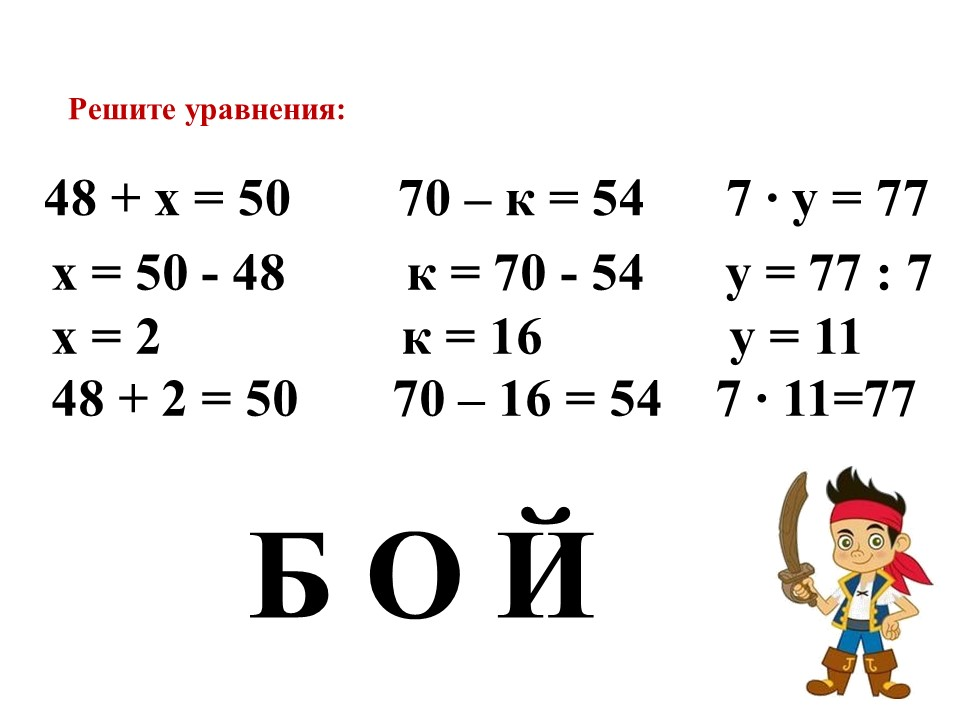 Решите уравнения:
48 + х = 50 70 – к = 54 7 · у = 77
х = 50 - 48 к = 70 - 54 у = 77 : 7
х = 2 к = 16 у = 11
48 + 2 = 50 70 – 16 = 54 7 · 11=77
Б О Й